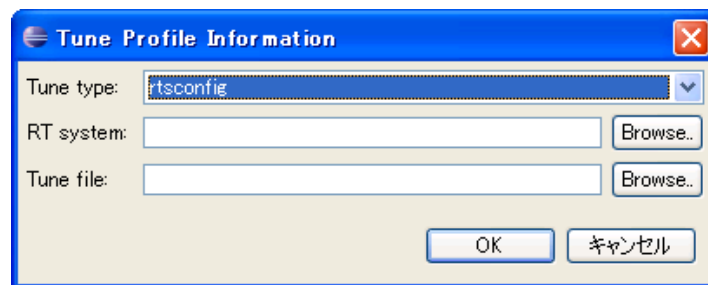 Tune Profile Information
Tune type: rtsconfig
RT system: Browse..
Tune file: Browse..
OK キャンセル